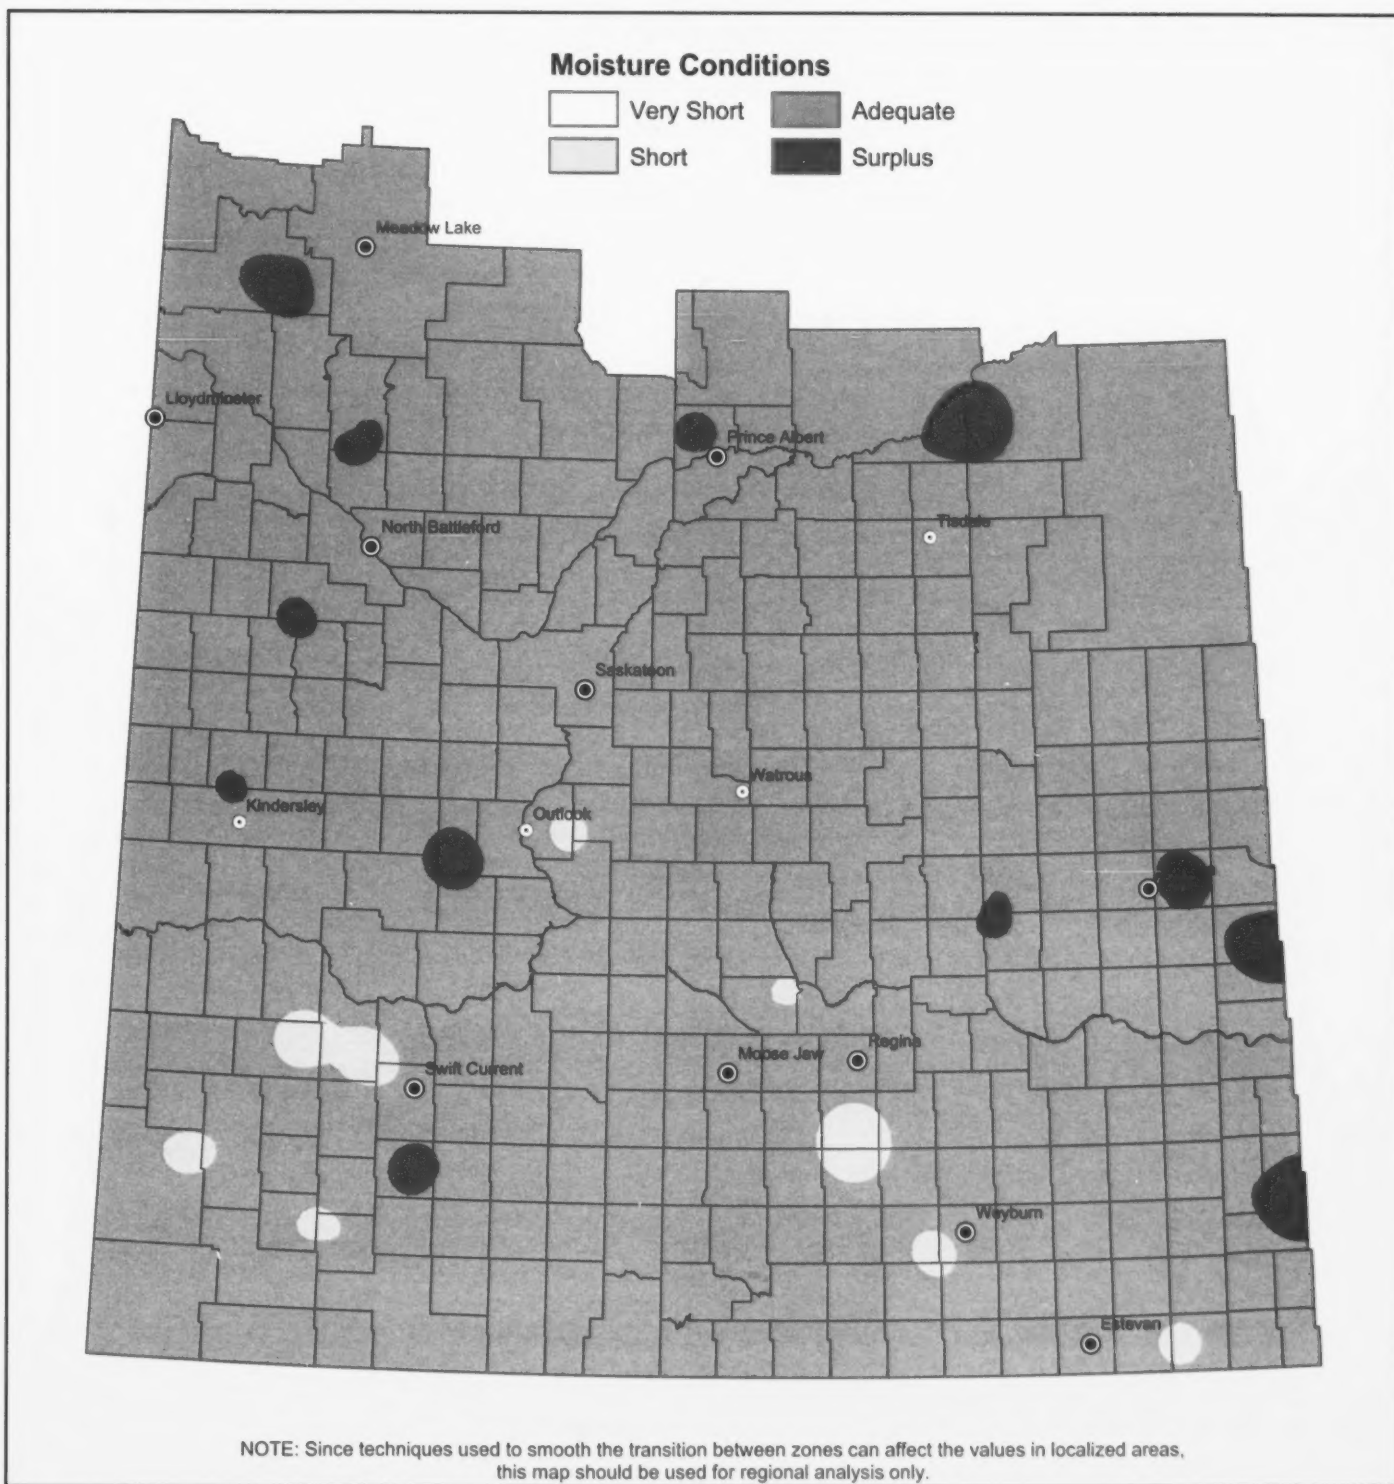 Moisture Conditions
Very Short
Adequate
Short
Surplus
Meadow Lake
Lloydminster
Prince Albert
North Battleford
Tisdale
Saskatoon
Watrous
Kindersley
Outlook
Moose Jaw
Regina
Swift Current
Weyburn
Estevan
NOTE: Since techniques used to smooth the transition between zones can affect the values in localized areas,
this map should be used for regional analysis only.